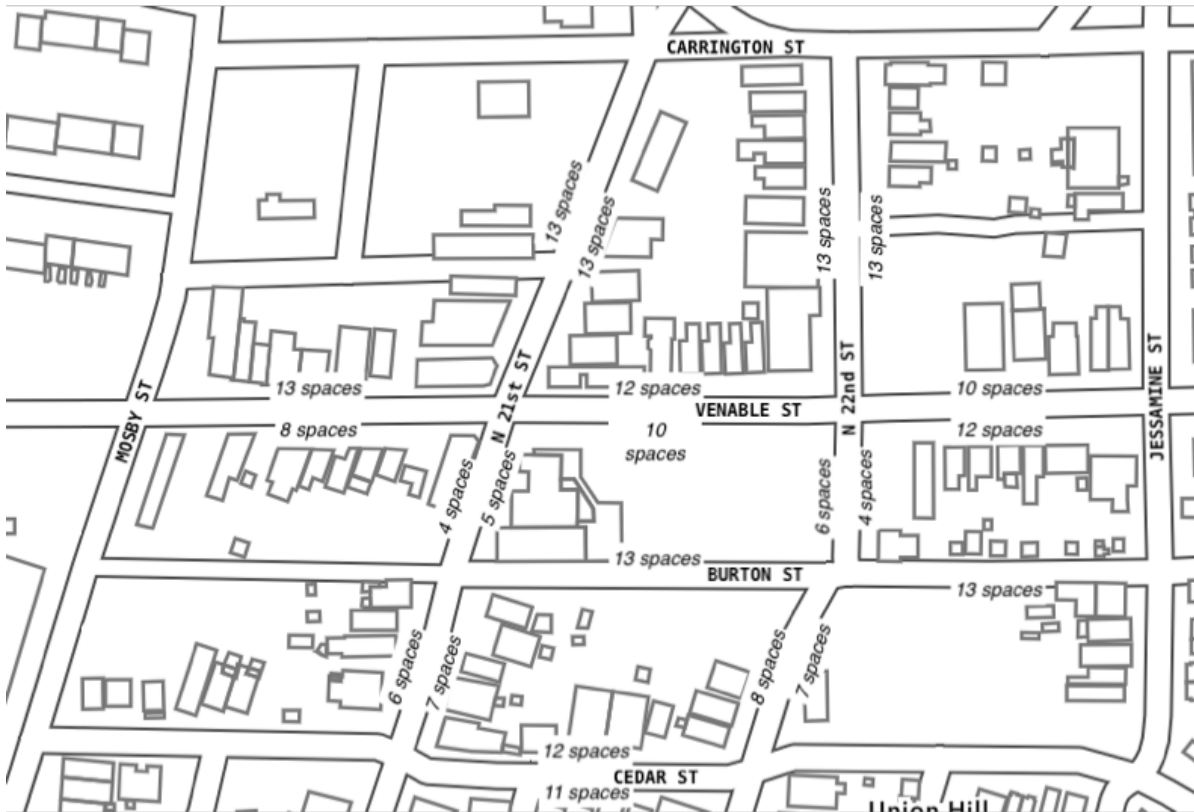 CARRINGTON ST
13 spaces
13 spaces
13 spaces
13 spaces
N 22nd ST
JESSAMINE ST
N 21st ST
MOSBY ST
13 spaces
12 spaces
10 spaces
VENABLE ST
8 spaces
10
spaces
12 spaces
4 spaces
5 spaces
6 spaces
4 spaces
13 spaces
BURTON ST
13 spaces
6 spaces
7 spaces
8 spaces
7 spaces
12 spaces
CEDAR ST
11 spaces
Union Hill